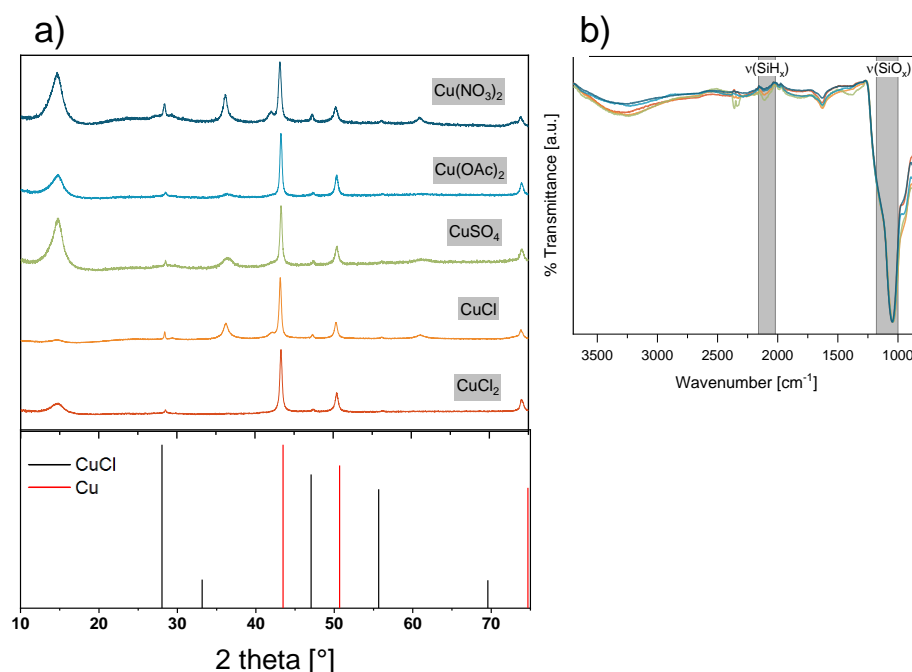 a)
Cu(NO₃)₂
Cu(OAc)₂
CuSO₄
CuCl
CuCl₂
CuCl
Cu
10 20 30 40 50 60 70
2 theta [°]
b)
ν(SiHₓ) ν(SiOₓ)
% Transmittance [a.u.]
3500 3000 2500 2000 1500 1000
Wavenumber [cm⁻¹]